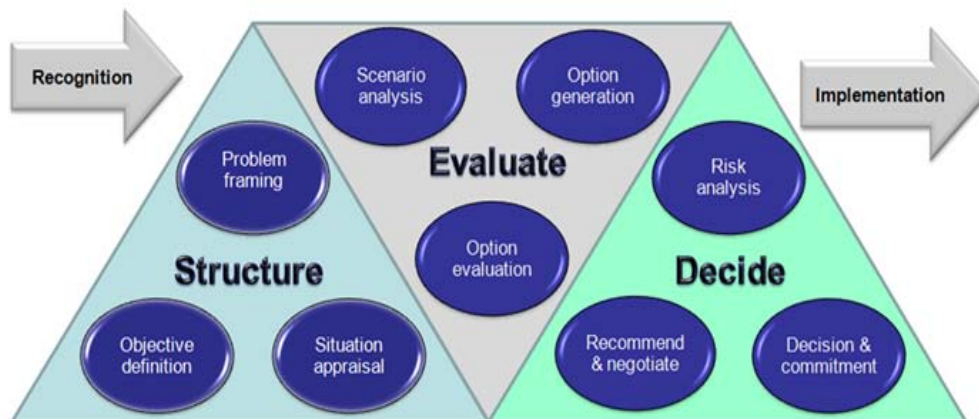 Recognition
Problem
framing
Structure
Objective
definition
Situation
appraisal
Scenario
analysis
Option
generation
Evaluate
Option
evaluation
Risk
analysis
Decide
Recommend
& negotiate
Decision &
commitment
Implementation